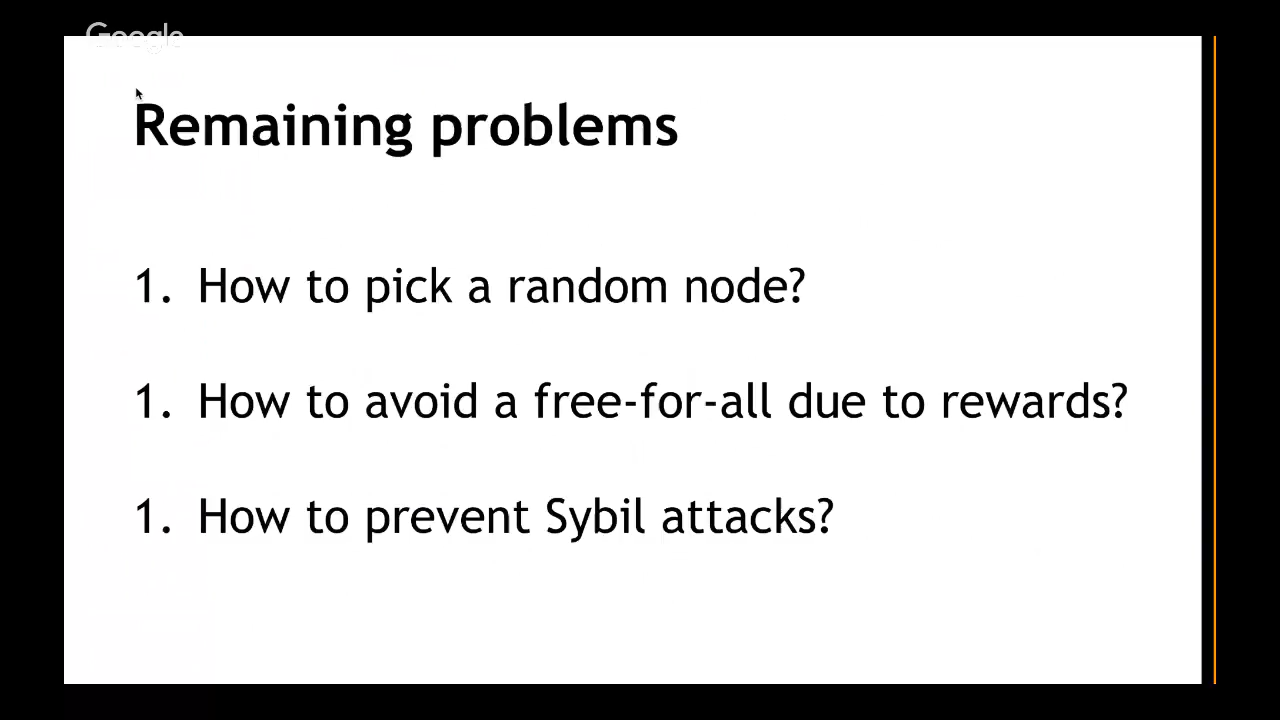 Google
Remaining problems
1. How to pick a random node?
1. How to avoid a free-for-all due to rewards?
1. How to prevent Sybil attacks?